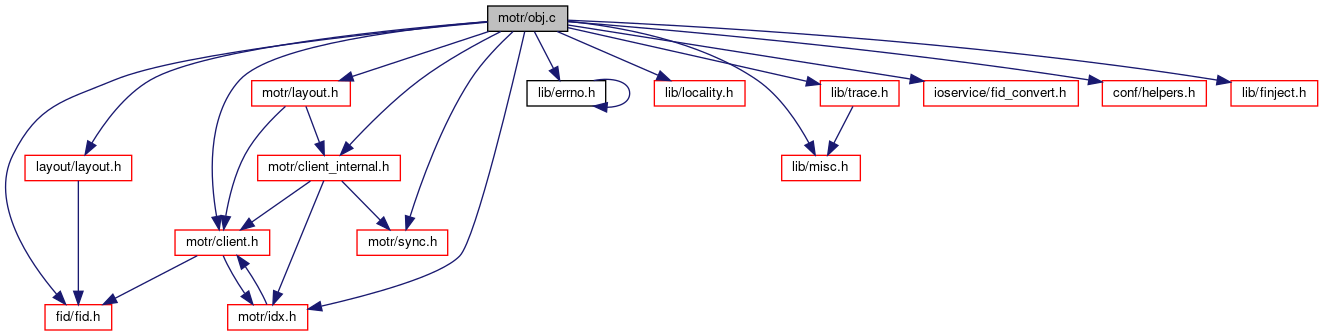 motr/obj.c
motr/layout.h
lib/errno.h
lib/locality.h
lib/trace.h
ioservice/fid_convert.h
conf/helpers.h
lib/finject.h
layout/layout.h
motr/client_internal.h
lib/misc.h
motr/client.h
motr/sync.h
fid/fid.h
motr/idx.h